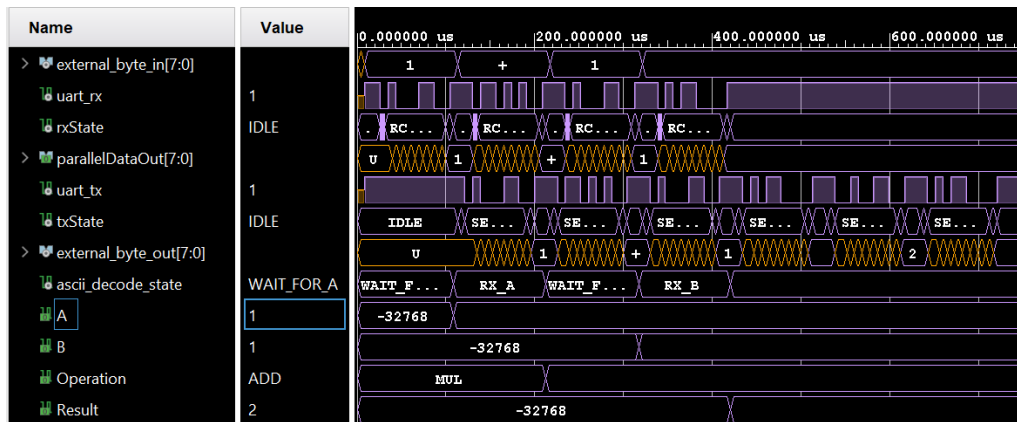 Name Value 0.000000 us 200.000000 us 400.000000 us 600.000000 us
external_byte_in[7:0] 1 + 1
uart_rx 1
rxState IDLE . RC... . RC... . RC... . RC...
parallelDataOut[7:0] U 1 + 1
uart_tx 1
txState IDLE IDLE SE... SE... SE... SE... SE... SE...
external_byte_out[7:0] U 1 + 1 2
ascii_decode_state WAIT_FOR_A WAIT_F... RX_A WAIT_F... RX_B
A 1 -32768
B 1 -32768
Operation ADD MUL
Result 2 -32768